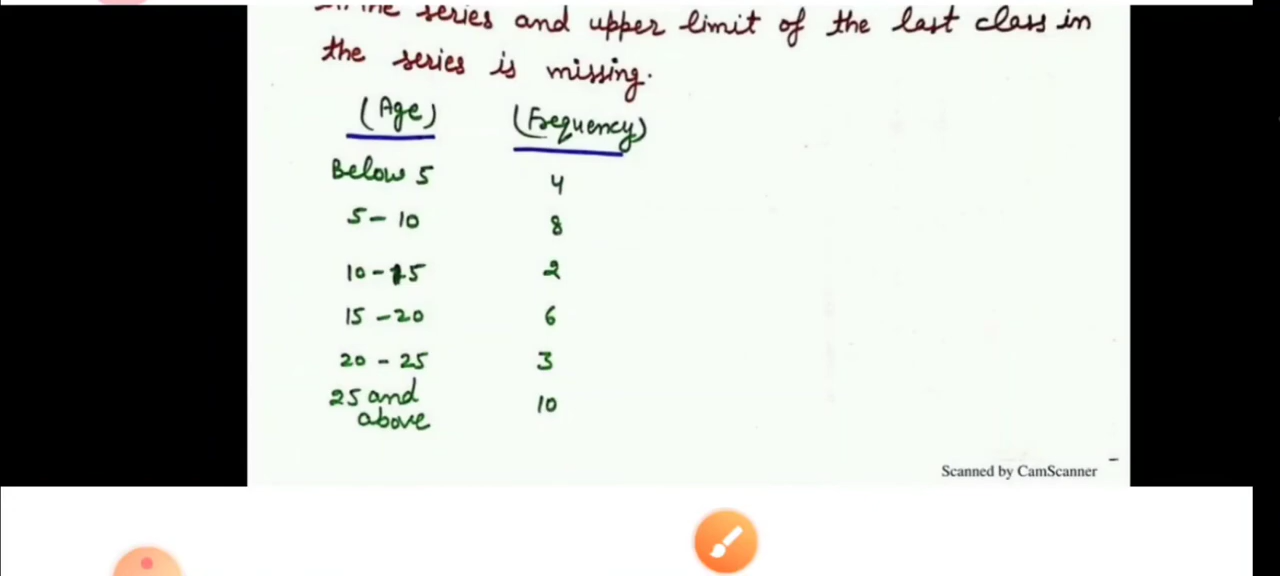 the series and upper limit of the last class in
the series is missing.
(Age) (Frequency)
Below 5 4
5-10 8
10-15 2
15-20 6
20-25 3
25 and above 10
Scanned by CamScanner